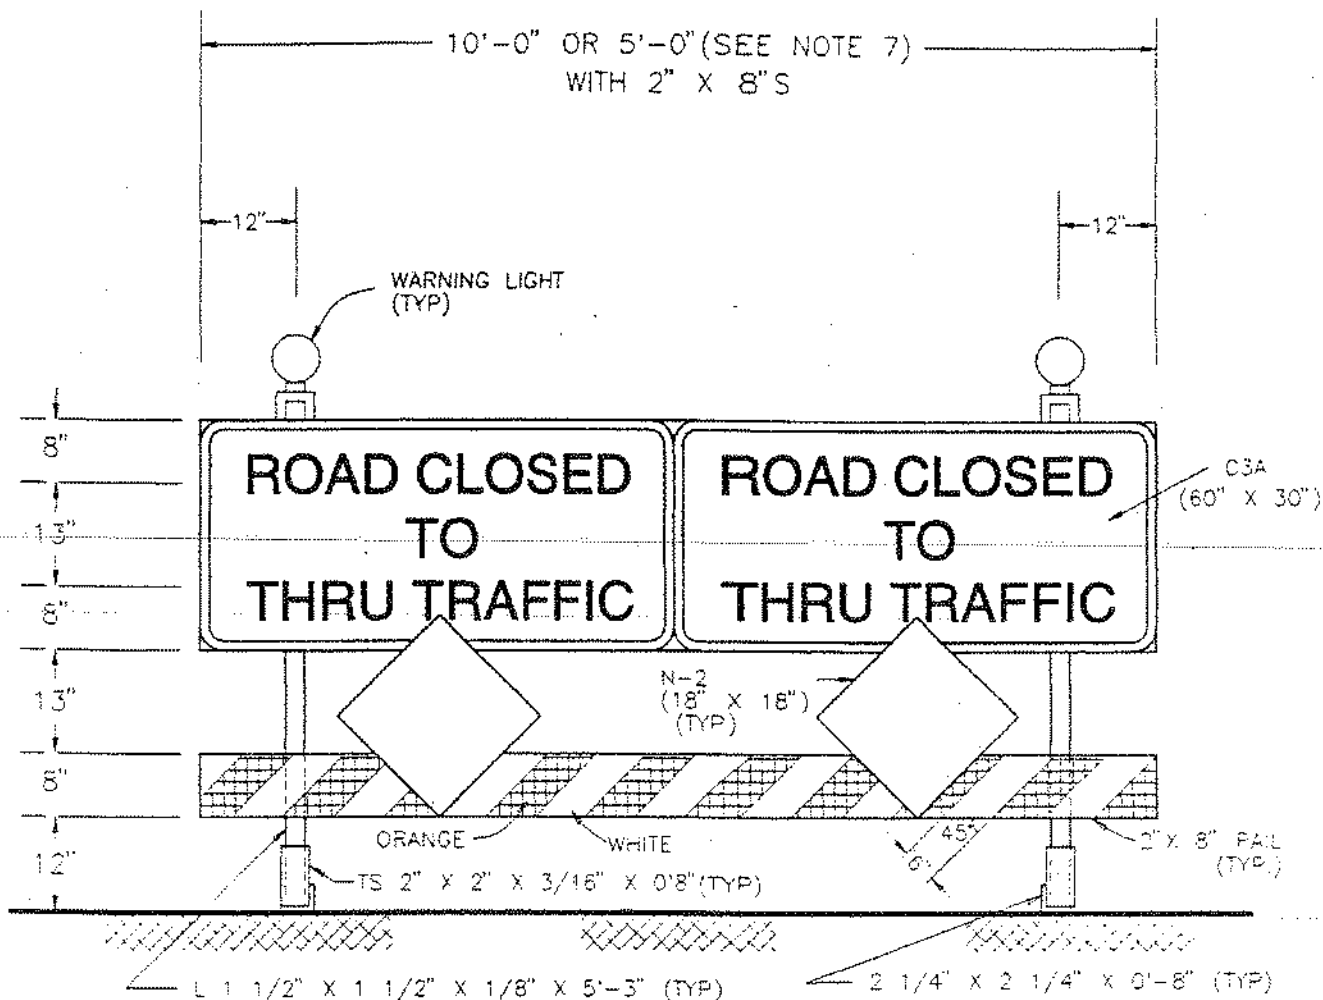 10'-0" OR 5'-0"(SEE NOTE 7)
WITH 2" X 8"S
12"
12"
WARNING LIGHT
(TYP)
8"
13"
8"
13"
8"
12"
ROAD CLOSED
TO
THRU TRAFFIC
ROAD CLOSED
TO
THRU TRAFFIC
C3A
(60" X 30")
N-2
(18" X 18")
(TYP)
ORANGE
WHITE
45°
6"
2" X 8" RAIL
(TYP.)
TS 2" X 2" X 3/16" X 0'8"(TYP)
L 1 1/2" X 1 1/2" X 1/8" X 5'-3" (TYP)
2 1/4" X 2 1/4" X 0'-8" (TYP)